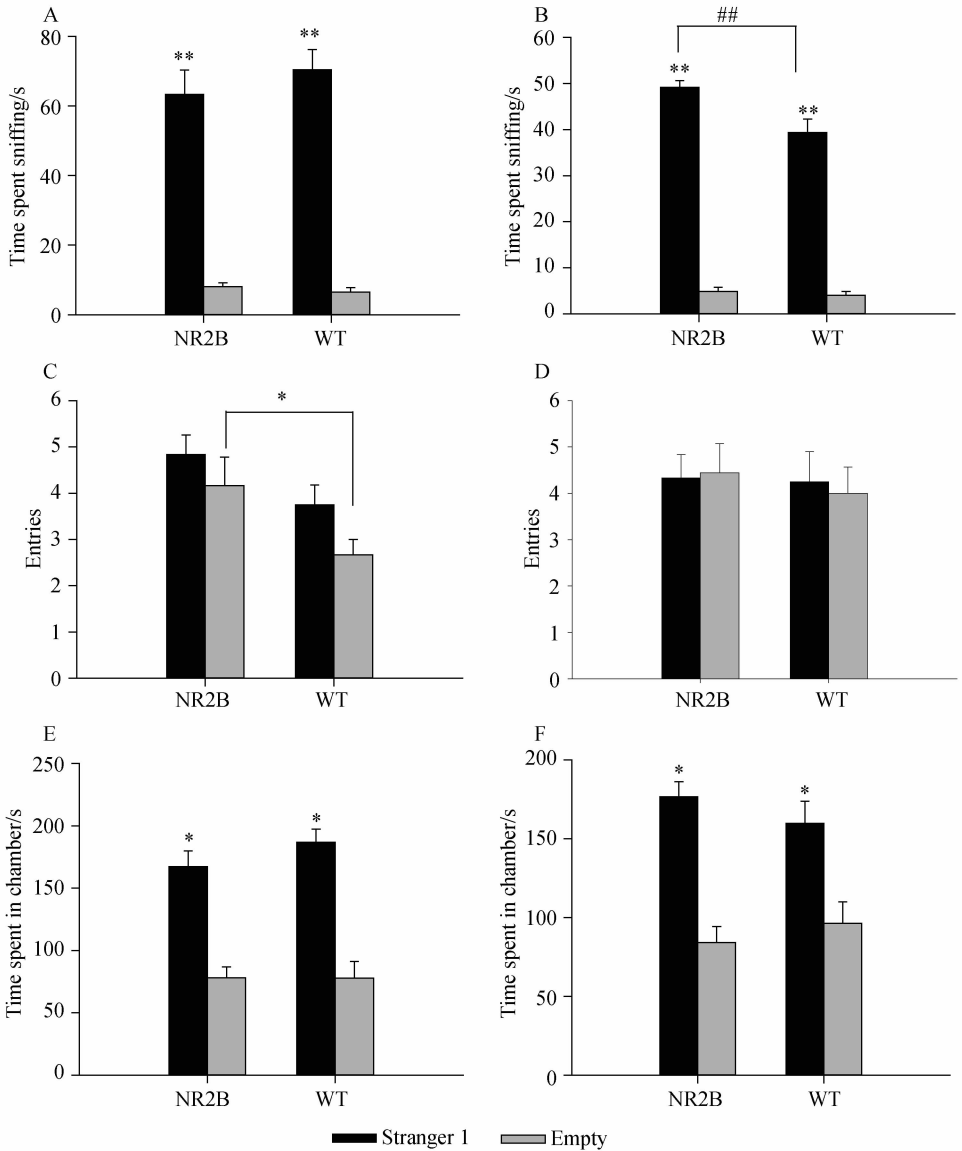 A
Time spent sniffing/s
80
60
40
20
0
**
**
NR2B
WT
B
Time spent sniffing/s
60
50
40
30
20
10
0
##
**
**
NR2B
WT
C
Entries
6
5
4
3
2
1
0
*
NR2B
WT
D
Entries
6
5
4
3
2
1
0
NR2B
WT
E
Time spent in chamber/s
250
200
150
100
50
0
*
*
NR2B
WT
F
Time spent in chamber/s
200
150
100
50
0
*
*
NR2B
WT
Stranger 1
Empty